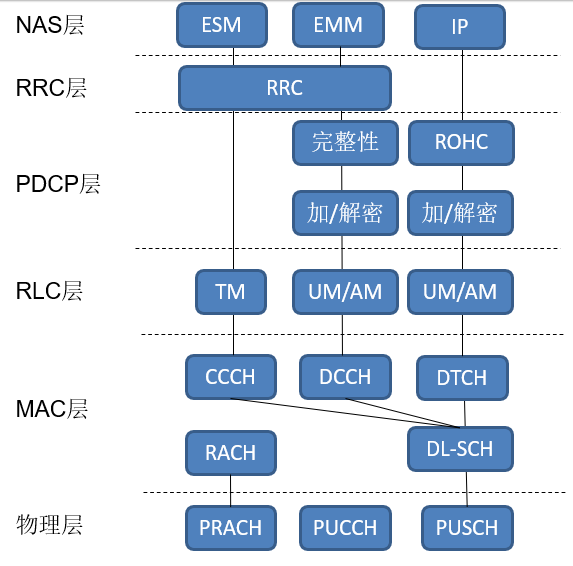 NAS层 ESM EMM IP
RRC层 RRC
完整性 ROHC
PDCP层
加/解密 加/解密
RLC层 TM UM/AM UM/AM
CCCH DCCH DTCH
MAC层
RACH DL-SCH
物理层 PRACH PUCCH PUSCH